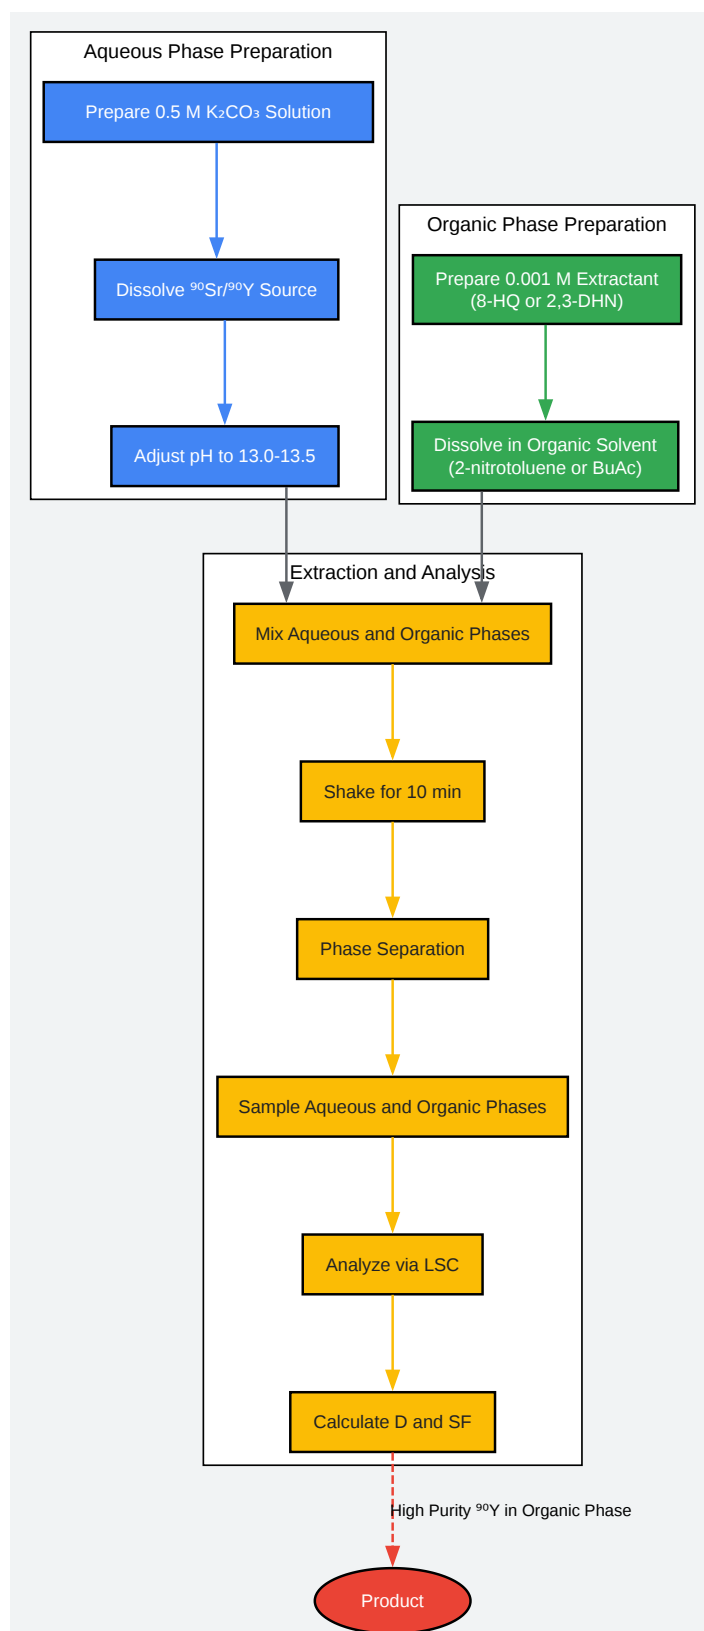 Aqueous Phase Preparation
Prepare 0.5 M K₂CO₃ Solution
Dissolve ⁹⁰Sr/⁹⁰Y Source
Adjust pH to 13.0-13.5
Organic Phase Preparation
Prepare 0.001 M Extractant
(8-HQ or 2,3-DHN)
Dissolve in Organic Solvent
(2-nitrotoluene or BuAc)
Extraction and Analysis
Mix Aqueous and Organic Phases
Shake for 10 min
Phase Separation
Sample Aqueous and Organic Phases
Analyze via LSC
Calculate D and SF
High Purity ⁹⁰Y in Organic Phase
Product